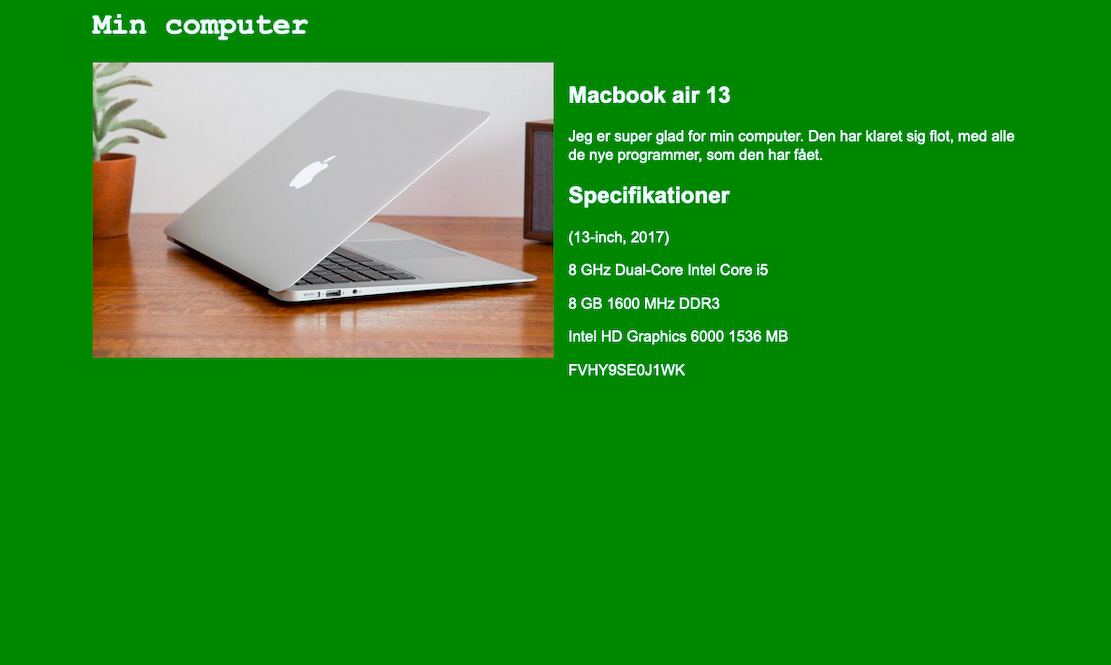 Min computer
Macbook air 13
Jeg er super glad for min computer. Den har klaret sig flot, med alle
de nye programmer, som den har fået.
Specifikationer
(13-inch, 2017)
8 GHz Dual-Core Intel Core i5
8 GB 1600 MHz DDR3
Intel HD Graphics 6000 1536 MB
FVHY9SE0J1WK